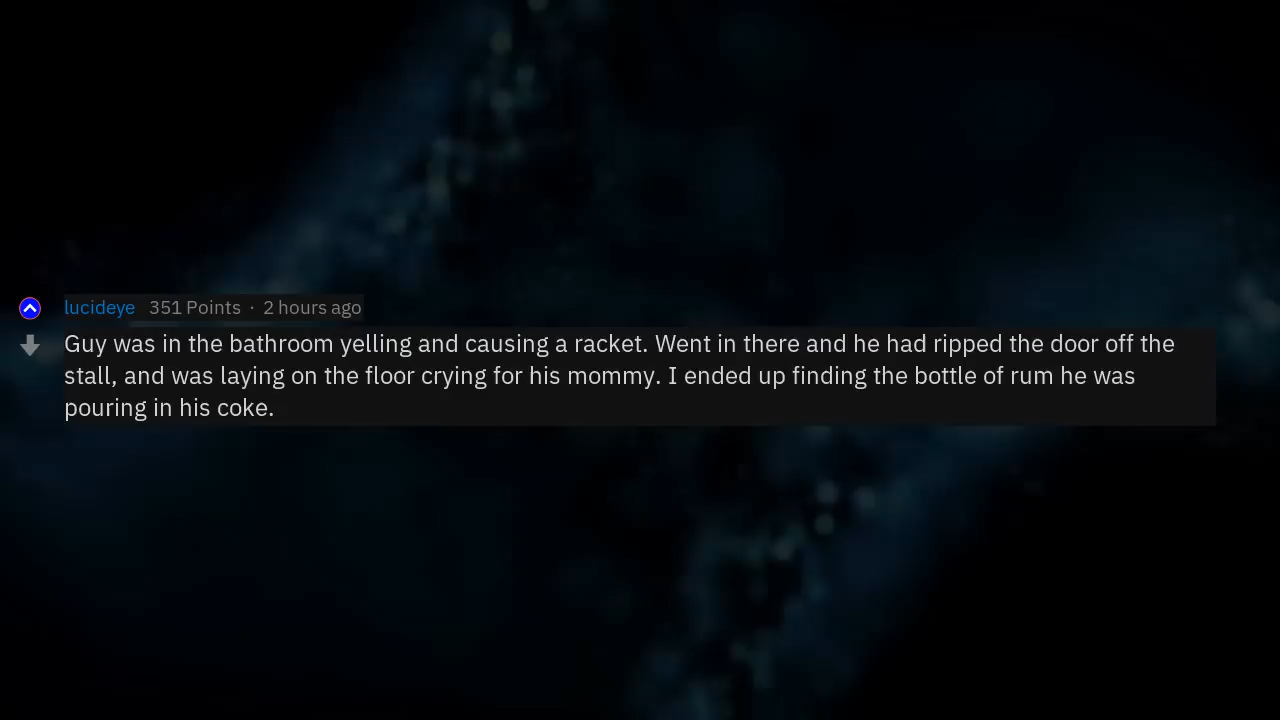 lucideye 351 Points · 2 hours ago
Guy was in the bathroom yelling and causing a racket. Went in there and he had ripped the door off the
stall, and was laying on the floor crying for his mommy. I ended up finding the bottle of rum he was
pouring in his coke.